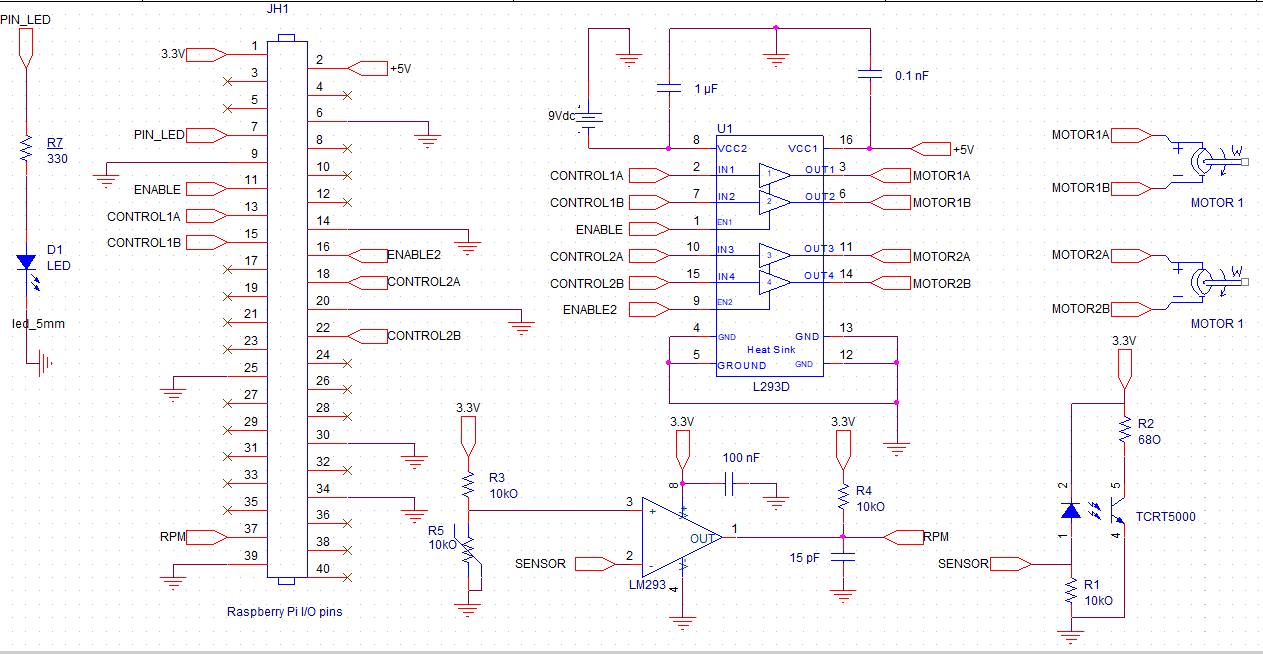 PIN_LED
R7
330
D1
LED
led_5mm
JH1
3.3V
1
2
+5V
3
4
5
6
PIN_LED
7
8
9
10
ENABLE
11
12
CONTROL1A
13
14
CONTROL1B
15
16
ENABLE2
17
18
CONTROL2A
19
20
21
22
CONTROL2B
23
24
25
26
27
28
29
30
31
32
33
34
35
36
RPM
37
38
39
40
Raspberry Pi I/O pins
9Vdc
1 µF
0.1 nF
U1
8
VCC2
VCC1
16
+5V
CONTROL1A
2
IN1
1
OUT1
3
MOTOR1A
CONTROL1B
7
IN2
2
OUT2
6
MOTOR1B
ENABLE
1
EN1
CONTROL2A
10
IN3
3
OUT3
11
MOTOR2A
CONTROL2B
15
IN4
4
OUT4
14
MOTOR2B
ENABLE2
9
EN2
4
GND
GND
13
Heat Sink
5
GROUND
GND
12
L293D
MOTOR1A
+
W
MOTOR1B
-
MOTOR 1
MOTOR2A
+
W
MOTOR2B
-
MOTOR 1
3.3V
R3
10kO
R5
10kO
3.3V
8
100 nF
3
+
V+
OUT
1
SENSOR
2
-
V-
LM293
4
3.3V
R4
10kO
RPM
15 pF
3.3V
R2
68O
2
5
TCRT5000
1
4
SENSOR
R1
10kO